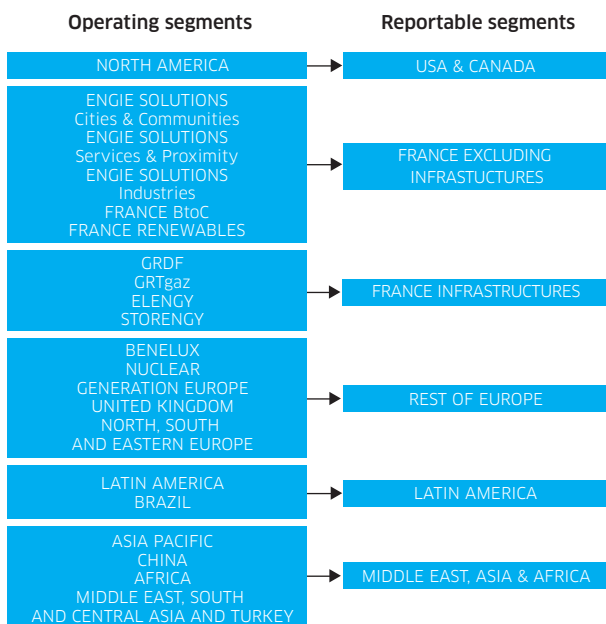 Operating segments
Reportable segments
NORTH AMERICA
USA & CANADA
ENGIE SOLUTIONS
Cities & Communities
ENGIE SOLUTIONS
Services & Proximity
ENGIE SOLUTIONS
Industries
FRANCE BtoC
FRANCE RENEWABLES
FRANCE EXCLUDING
INFRASTUCTURES
GRDF
GRTgaz
ELENGY
STORENGY
FRANCE INFRASTRUCTURES
BENELUX
NUCLEAR
GENERATION EUROPE
UNITED KINGDOM
NORTH, SOUTH
AND EASTERN EUROPE
REST OF EUROPE
LATIN AMERICA
BRAZIL
LATIN AMERICA
ASIA PACIFIC
CHINA
AFRICA
MIDDLE EAST, SOUTH
AND CENTRAL ASIA AND TURKEY
MIDDLE EAST, ASIA & AFRICA